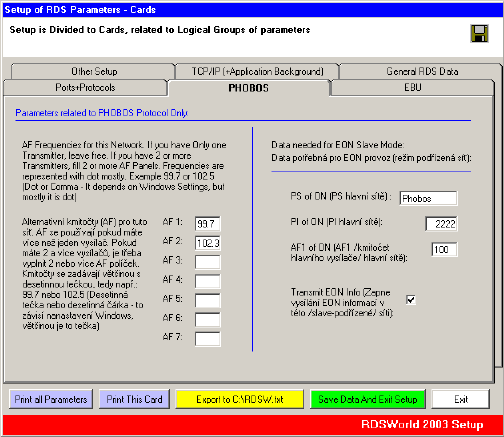 Setup of RDS Parameters - Cards
Setup is Divided to Cards, related to Logical Groups of parameters
Other Setup
TCP/IP (+Application Background)
General RDS Data
Ports+Protocols
PHOBOS
EBU
Parameters related to PHOBOS Protocol Only:
AF Frequencies for this Network. If you have Only one
Transmitter, leave free. If you have 2 or more
Transmitters, fill 2 or more AF Panels. Frequencies are
represented with dot mostly. Example 99.7 or 102.5
(Dot or Comma - It depends on Windows Settings, but
mostly it is dot)
Alternativní kmitočty (AF) pro tuto
síť. AF se používají pokud máte
více než jeden vysílač. Pokud
máte 2 a více vysílačů, je třeba
vyplnit 2 nebo více AF políček.
Kmitočty se zadávají většinou s
desetinnou tečkou, tedy např.:
99.7 nebo 102.5 (Desetinná
tečka nebo desetinná čárka - to
závisí nanastavení Windows,
většinou je to tečka)
AF 1: 99.7
AF 2: 102.3
AF 3:
AF 4:
AF 5:
AF 6:
AF 7:
Data needed for EON Slave Mode:
Data potřebná pro EON provoz (režim podřízená síť):
PS of ON (PS hlavní sítě) : Phobos
PI of ON (PI hlavní sítě): 2222
AF1 of ON (AF1 /kmitočet
hlavního vysílače/ hlavní sítě): 100
Transmit EON Info (Zapne
vysílání EON informací v
této /slave-podřízené/ síti):
Print all Parameters
Print This Card
Export to C:\RDSW.txt
Save Data And Exit Setup
Exit
RDSWorld 2003 Setup